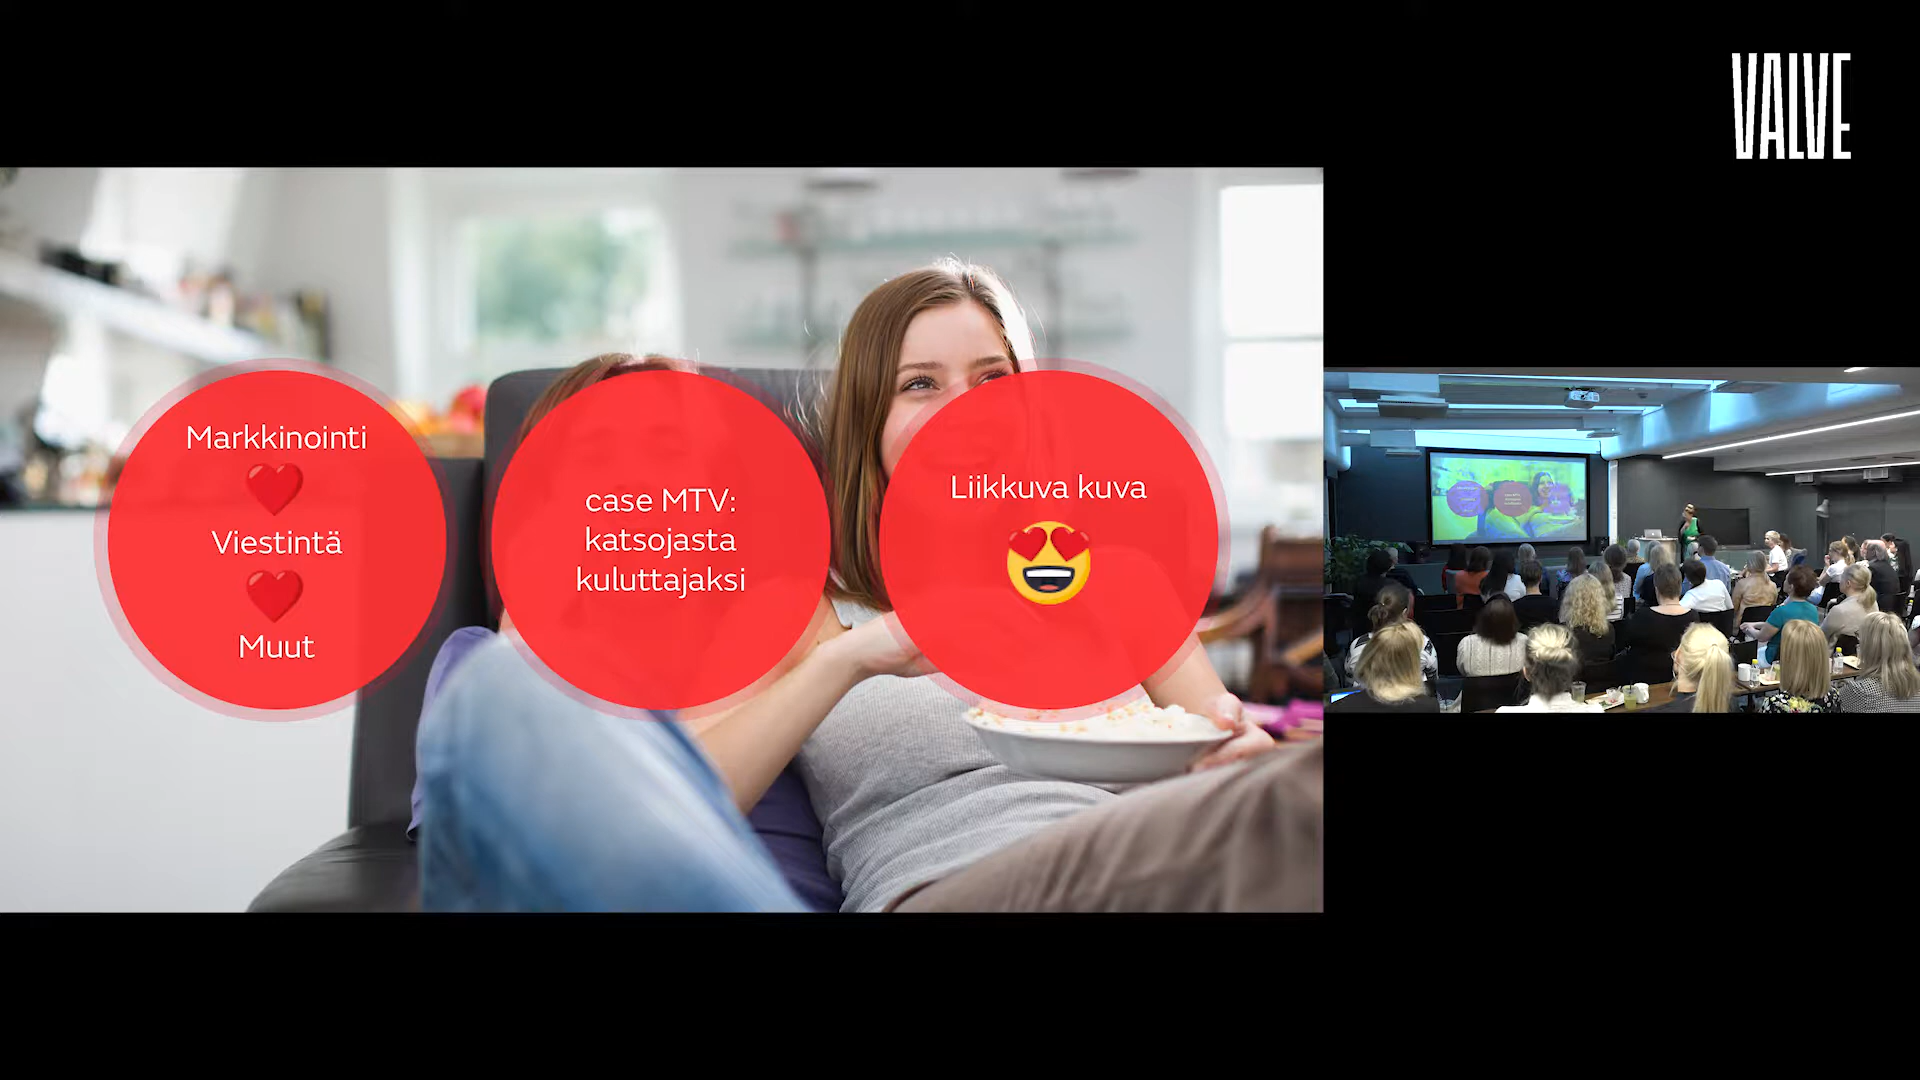 VALVE
Markkinointi
Viestintä
Muut
case MTV:
katsojasta
kuluttajaksi
Liikkuva kuva